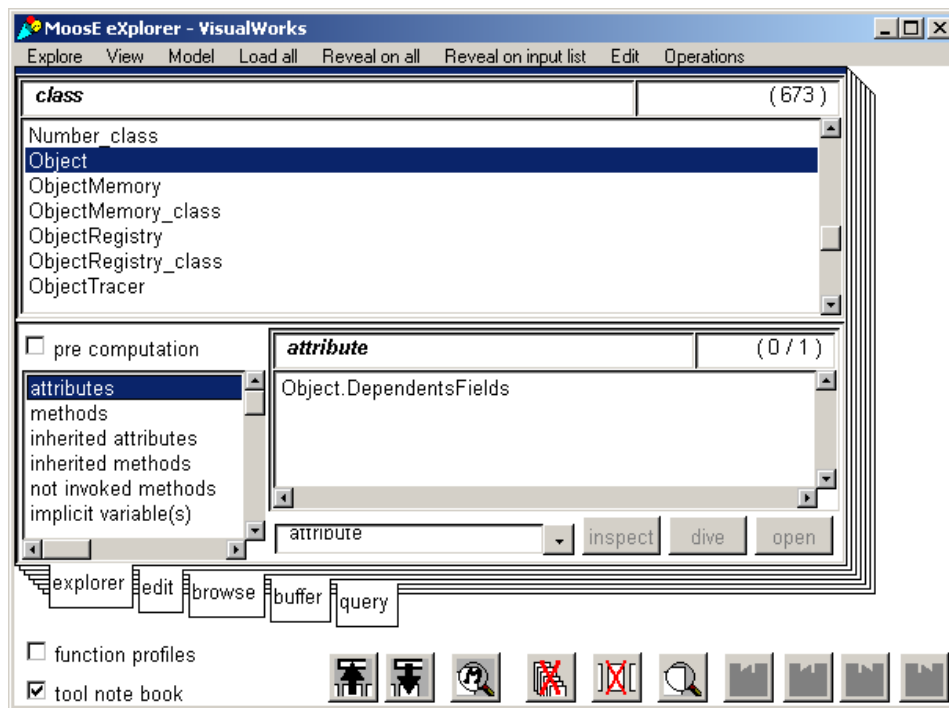 MoosE eXplorer - VisualWorks
Explore View Model Load all Reveal on all Reveal on input list Edit Operations
class (673)
Number_class
Object
ObjectMemory
ObjectMemory_class
ObjectRegistry
ObjectRegistry_class
ObjectTracer
pre computation
attribute (0/1)
attributes
methods
inherited attributes
inherited methods
not invoked methods
implicit variable(s)
Object.DependentsFields
attribute
inspect dive open
explorer edit browse buffer query
function profiles
tool note book